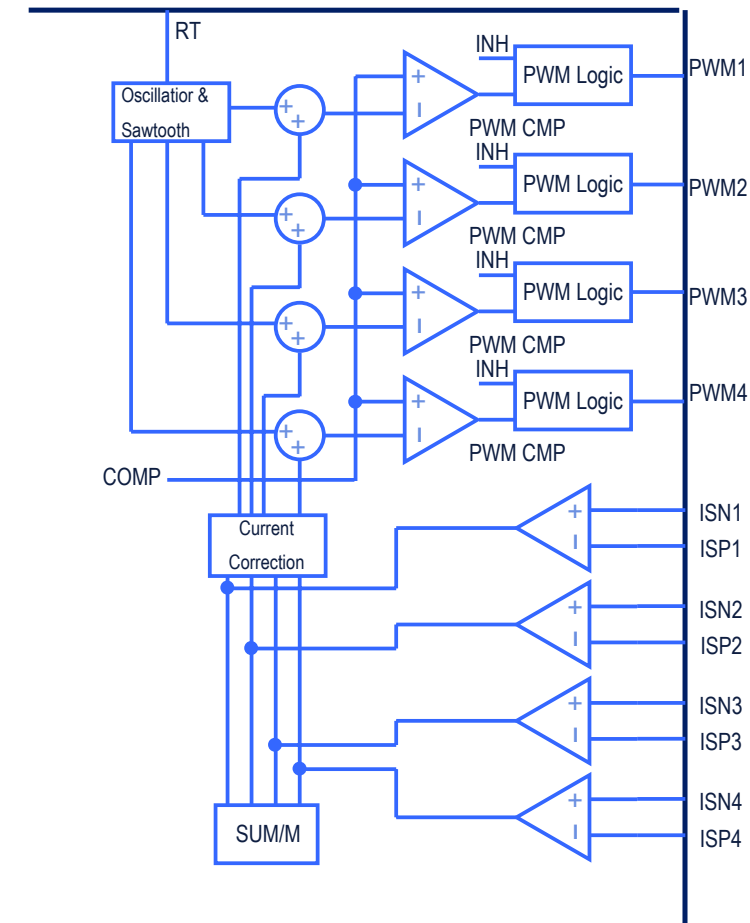 RT
Oscillatior &
Sawtooth
+
+
+
−
INH
PWM Logic
PWM1
PWM CMP
INH
+
+
+
−
PWM Logic
PWM2
PWM CMP
INH
+
+
+
−
PWM Logic
PWM3
PWM CMP
INH
+
+
+
−
PWM Logic
PWM4
PWM CMP
COMP
Current
Correction
+
−
ISN1
ISP1
+
−
ISN2
ISP2
+
−
ISN3
ISP3
+
−
ISN4
ISP4
SUM/M